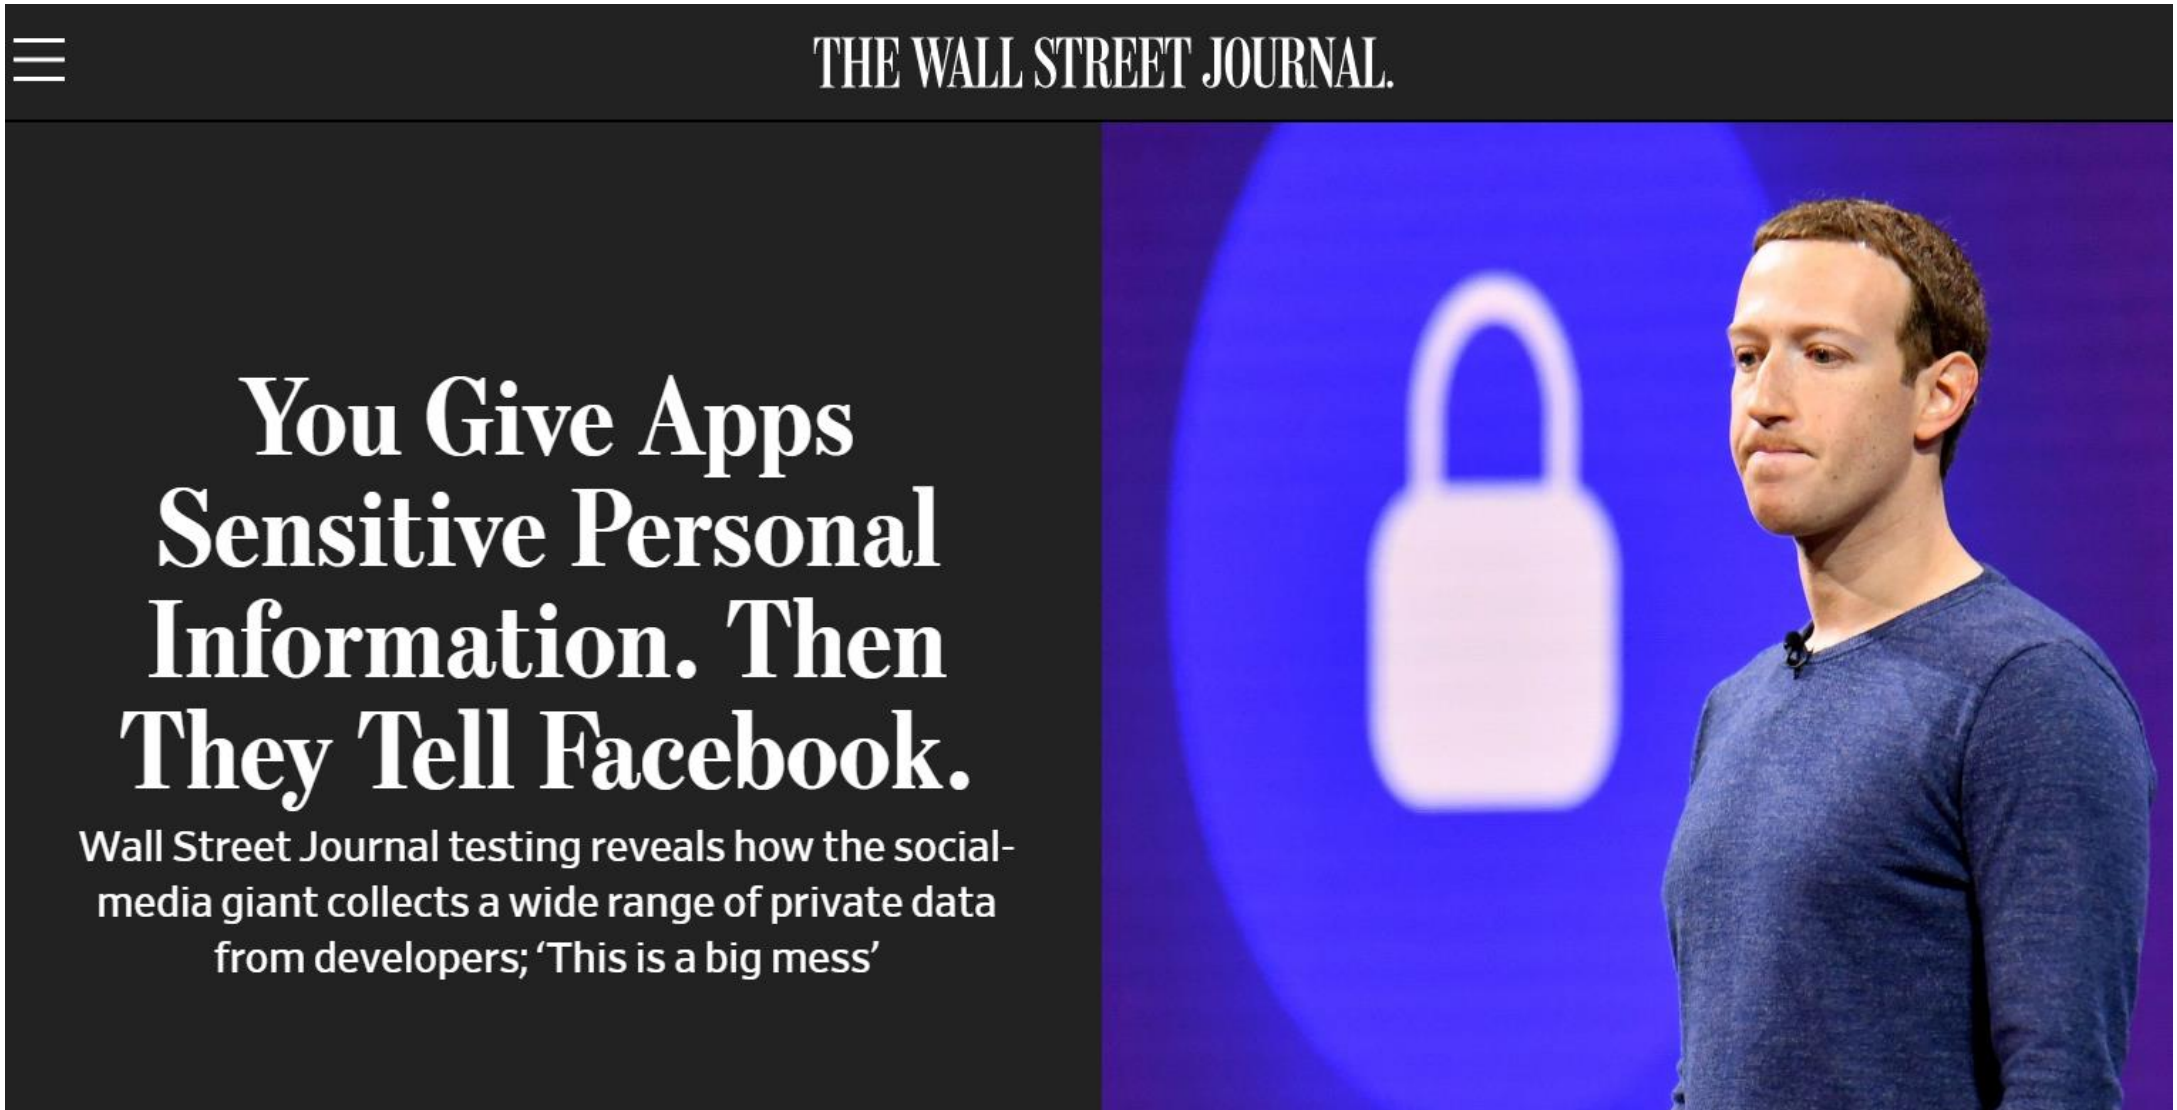 THE WALL STREET JOURNAL.
You Give Apps
Sensitive Personal
Information. Then
They Tell Facebook.
Wall Street Journal testing reveals how the social-
media giant collects a wide range of private data
from developers; ‘This is a big mess’